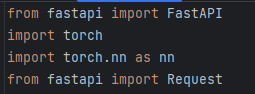 from fastapi import FastAPI
import torch
import torch.nn as nn
from fastapi import Request